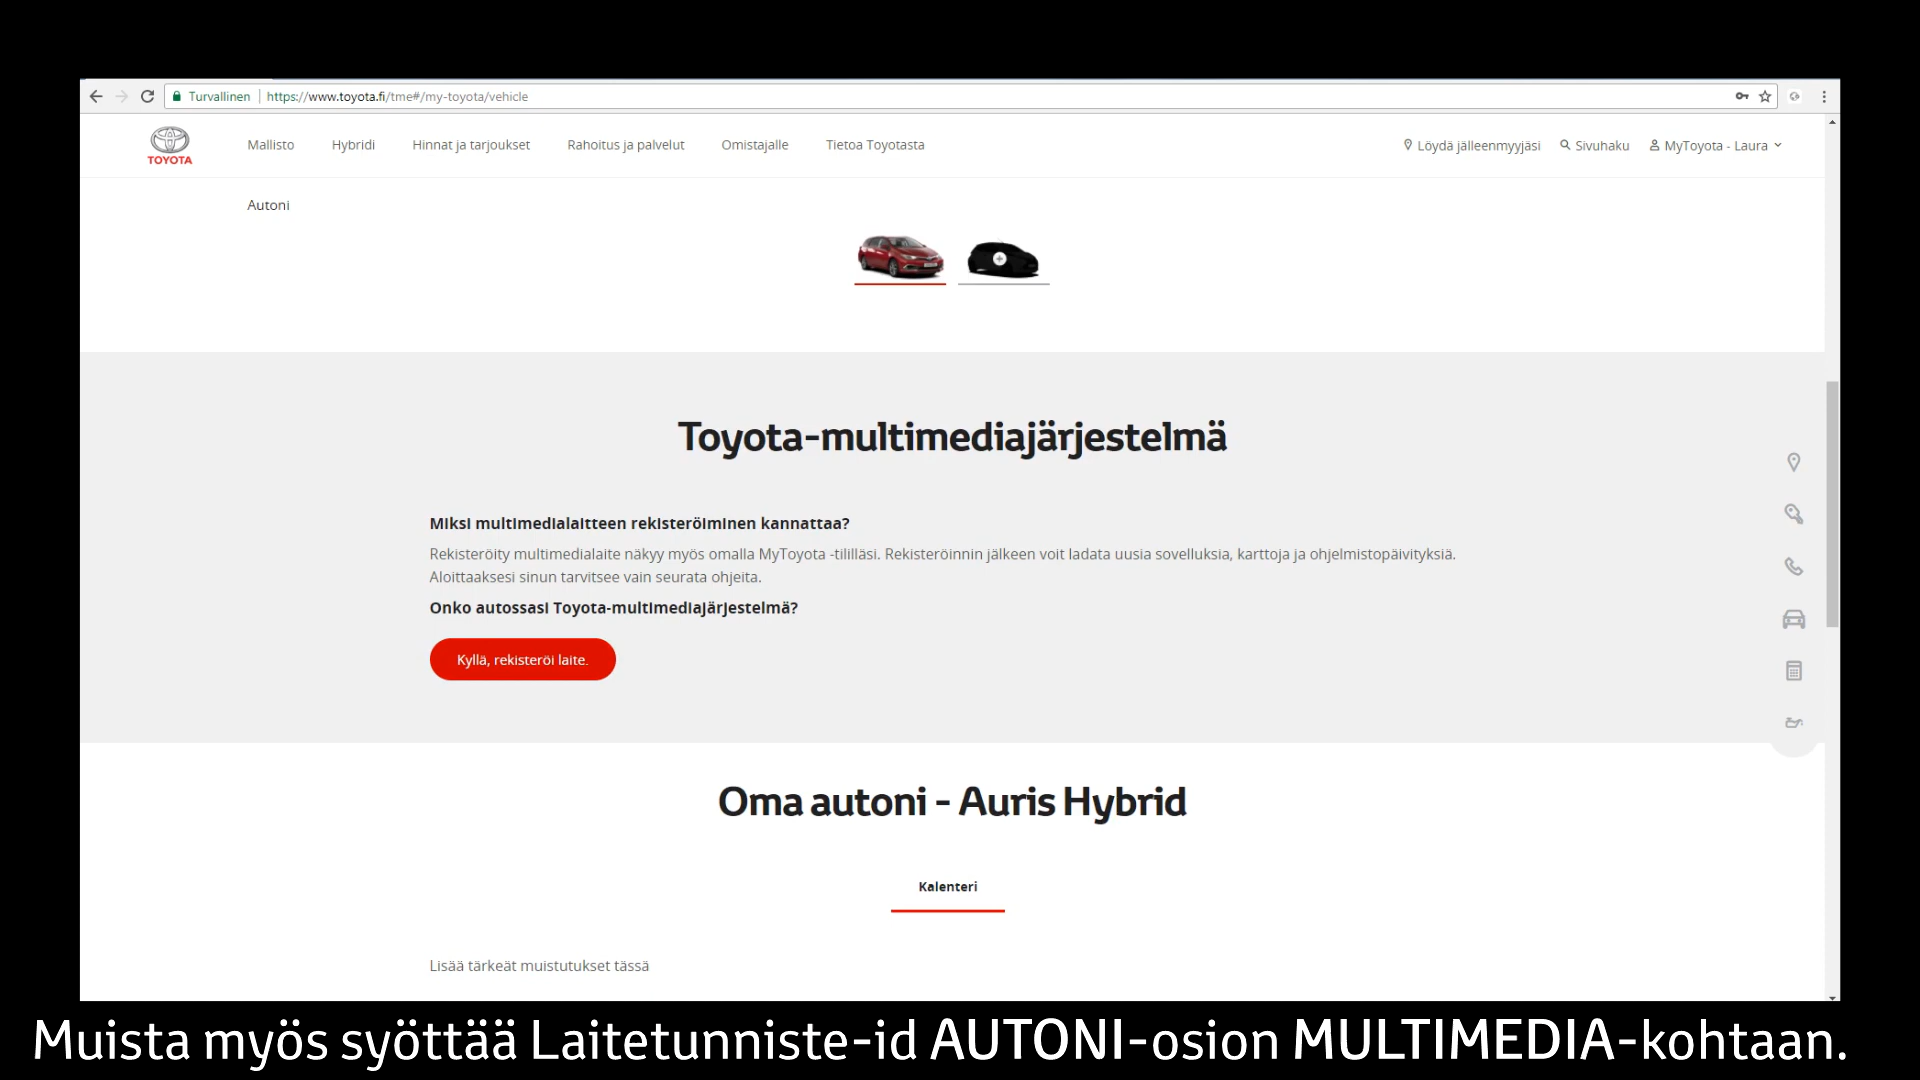 Turvallinen https://www.toyota.fi/tme#/my-toyota/vehicle
TOYOTA
Mallisto Hybridi Hinnat ja tarjoukset Rahoitus ja palvelut Omistajalle Tietoa Toyotasta Löydä jälleenmyyjäsi Sivuhaku MyToyota - Laura
Autoni
Toyota-multimediajärjestelmä
Miksi multimedialaitteen rekisteröiminen kannattaa?
Rekisteröity multimedialaite näkyy myös omalla MyToyota -tililläsi. Rekisteröinnin jälkeen voit ladata uusia sovelluksia, karttoja ja ohjelmistopäivityksiä.
Aloittaaksesi sinun tarvitsee vain seurata ohjeita.
Onko autossasi Toyota-multimediajärjestelmä?
Kyllä, rekisteröi laite.
Oma autoni - Auris Hybrid
Kalenteri
Lisää tärkeät muistutukset tässä
Muista myös syöttää Laitetunniste-id AUTONI-osion MULTIMEDIA-kohtaan.